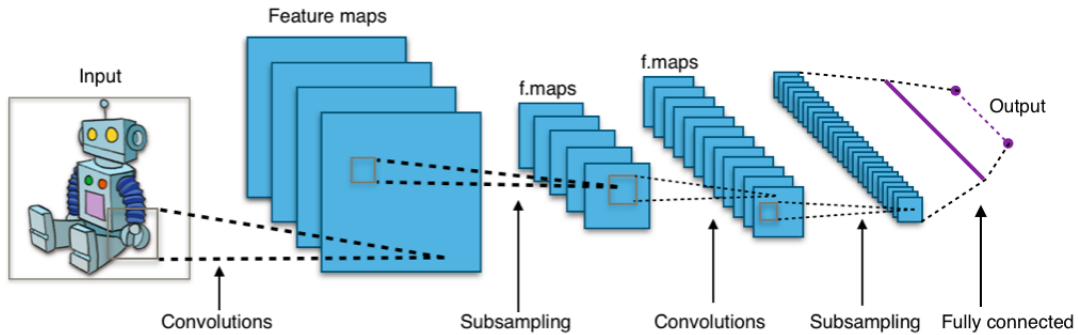 Feature maps
Input
f.maps
f.maps
Output
Convolutions
Subsampling
Convolutions
Subsampling
Fully connected